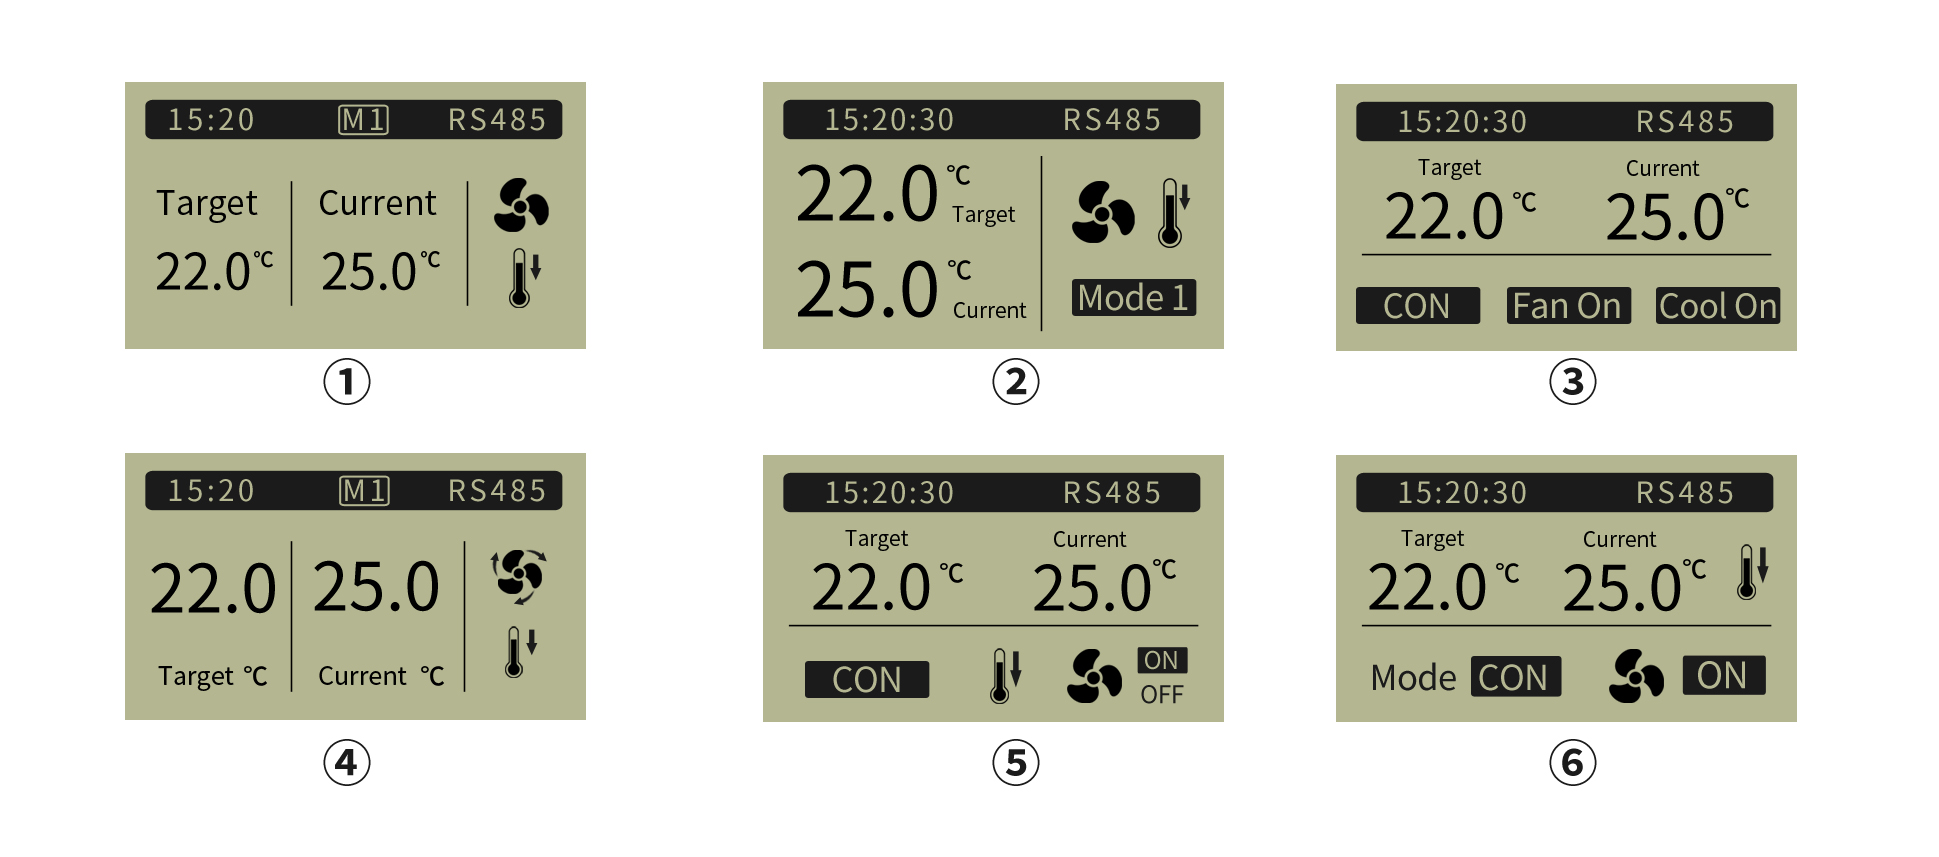 15:20 M1 RS485
Target Current
22.0℃ 25.0℃
①
15:20:30 RS485
22.0℃
Target
25.0℃
Current
Mode 1
②
15:20:30 RS485
Target Current
22.0℃ 25.0℃
CON Fan On Cool On
③
15:20 M1 RS485
22.0 25.0
Target ℃ Current ℃
④
15:20:30 RS485
Target Current
22.0℃ 25.0℃
CON ON
OFF
⑤
15:20:30 RS485
Target Current
22.0℃ 25.0℃
Mode CON ON
⑥